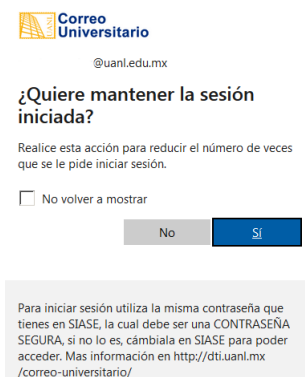 UANL
Correo
Universitario
@uanl.edu.mx
¿Quiere mantener la sesión
iniciada?
Realice esta acción para reducir el número de veces
que se le pide iniciar sesión.
No volver a mostrar
No
Sí
Para iniciar sesión utiliza la misma contraseña que
tienes en SIASE, la cual debe ser una CONTRASEÑA
SEGURA, si no lo es, cámbiala en SIASE para poder
acceder. Mas información en http://dti.uanl.mx
/correo-universitario/